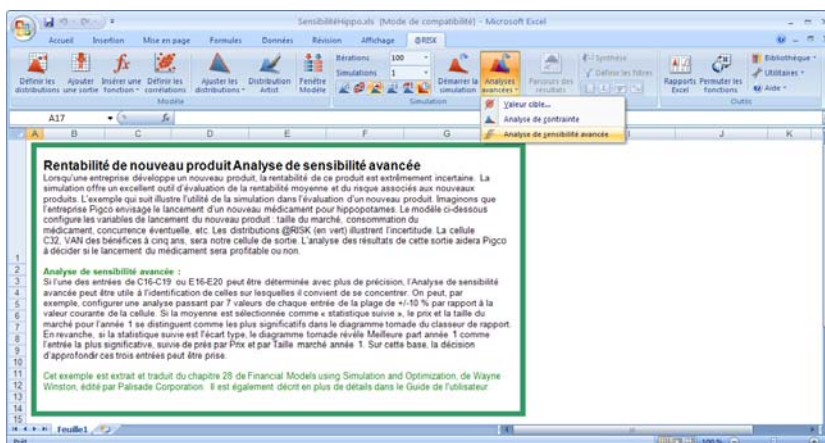 SensibilitéHippo.xls [Mode de compatibilité] - Microsoft Excel
Accueil Insertion Mise en page Formules Données Révision Affichage @RISK
Définir les distributions
Ajouter une sortie
Insérer une fonction
Définir les corrélations
Ajuster les distributions
Distribution Artist
Fenêtre Modèle
Itérations 100
Simulations 1
Démarrer la simulation
Analyses avancées
Parcours des résultats
Synthèse
Définir les filtres
Rapports Excel
Permuter les fonctions
Bibliothèque
Utilitaires
Aide
Modèle Simulation Outils
Valeur cible...
Analyse de contrainte
Analyse de sensibilité avancée
A17 fx
A B C D E F G I J K
Rentabilité de nouveau produitAnalyse de sensibilité avancée
Lorsqu'une entreprise développe un nouveau produit, la rentabilité de ce produit est extrêmement incertaine. La
simulation offre un excellent outil d'évaluation de la rentabilité moyenne et du risque associés aux nouveaux
produits. L'exemple qui suit illustre l'utilité de la simulation dans l'évaluation d'un nouveau produit. Imaginons que
l'entreprise Pigco envisage le lancement d'un nouveau médicament pour hippopotames. Le modèle ci-dessous
configure les variables de lancement du nouveau produit : taille du marché, consommation du
médicament, concurrence éventuelle, etc. Les distributions @RISK (en vert) illustrent l'incertitude. La cellule
C32, VAN des bénéfices à cinq ans, sera notre cellule de sortie. L'analyse des résultats de cette sortie aidera Pigco
à décider si le lancement du médicament sera profitable ou non.
Analyse de sensibilité avancée :
Si l'une des entrées de C16-C19 ou E16-E20 peut être déterminée avec plus de précision, l'Analyse de sensibilité
avancée peut être utile à l'identification de celles sur lesquelles il convient de se concentrer. On peut, par
exemple, configurer une analyse passant par 7 valeurs de chaque entrée de la plage de +/-10 % par rapport à la
valeur courante de la cellule. Si la moyenne est sélectionnée comme « statistique suivie », le prix et la taille du
marché pour l'année 1 se distinguent comme les plus significatifs dans le diagramme tornade du classeur de rapport.
En revanche, si la statistique suivie est l'écart type, le diagramme tornade révèle Meilleure part année 1 comme
l'entrée la plus significative, suivie de près par Prix et par Taille marché année 1. Sur cette base, la décision
d'approfondir ces trois entrées peut être prise.
Cet exemple est extrait et traduit du chapitre 28 de Financial Models using Simulation and Optimization, de Wayne
Winston, édité par Palisade Corporation. Il est également décrit en plus de détails dans le Guide de l'utilisateur
1
2
3
4
5
6
7
8
9
10
11
12
13
14
15
Feuille1
Prêt 100 %